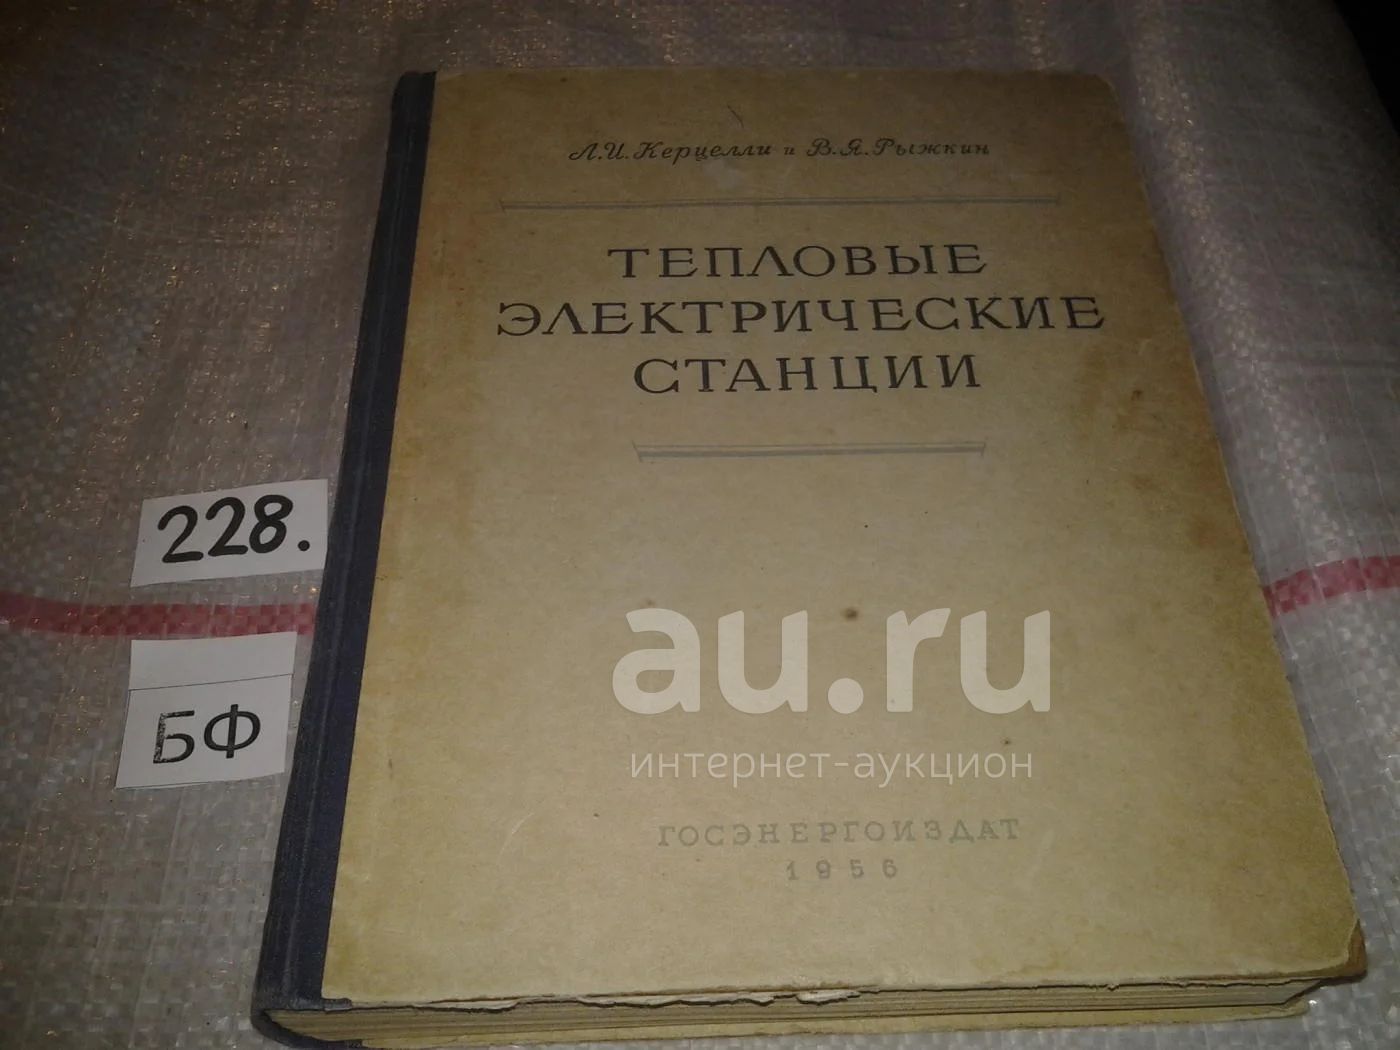 Л.И.Керцелли и В.Я.Рыжкин
ТЕПЛОВЫЕ
ЭЛЕКТРИЧЕСКИЕ
СТАНЦИИ
228.
БФ
au.ru
интернет-аукцион
ГОСЭНЕРГОИЗДАТ
1956